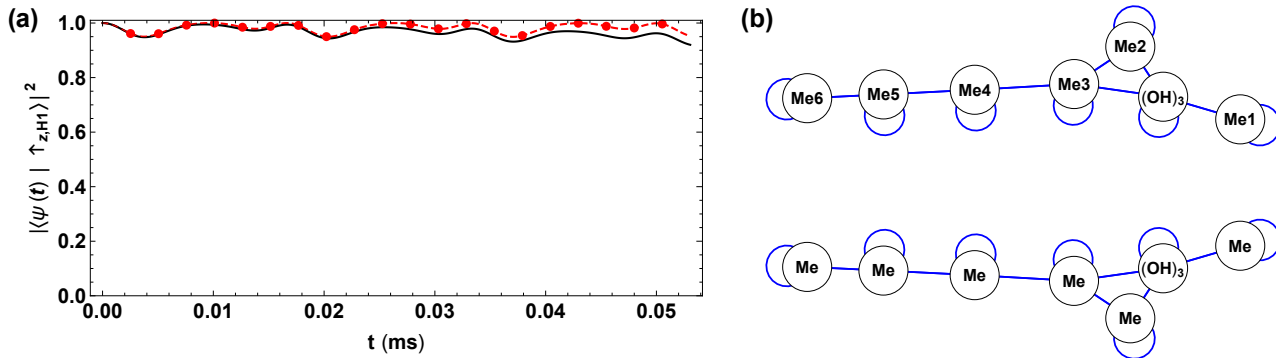 (a)
|⟨ψ(t) | ↑z,H1⟩|²
1.0
0.8
0.6
0.4
0.2
0.0
0.00 0.01 0.02 0.03 0.04 0.05
t (ms)
(b)
Me2
Me6 Me5 Me4 Me3 (OH)₃ Me1
Me Me Me Me (OH)₃ Me
Me